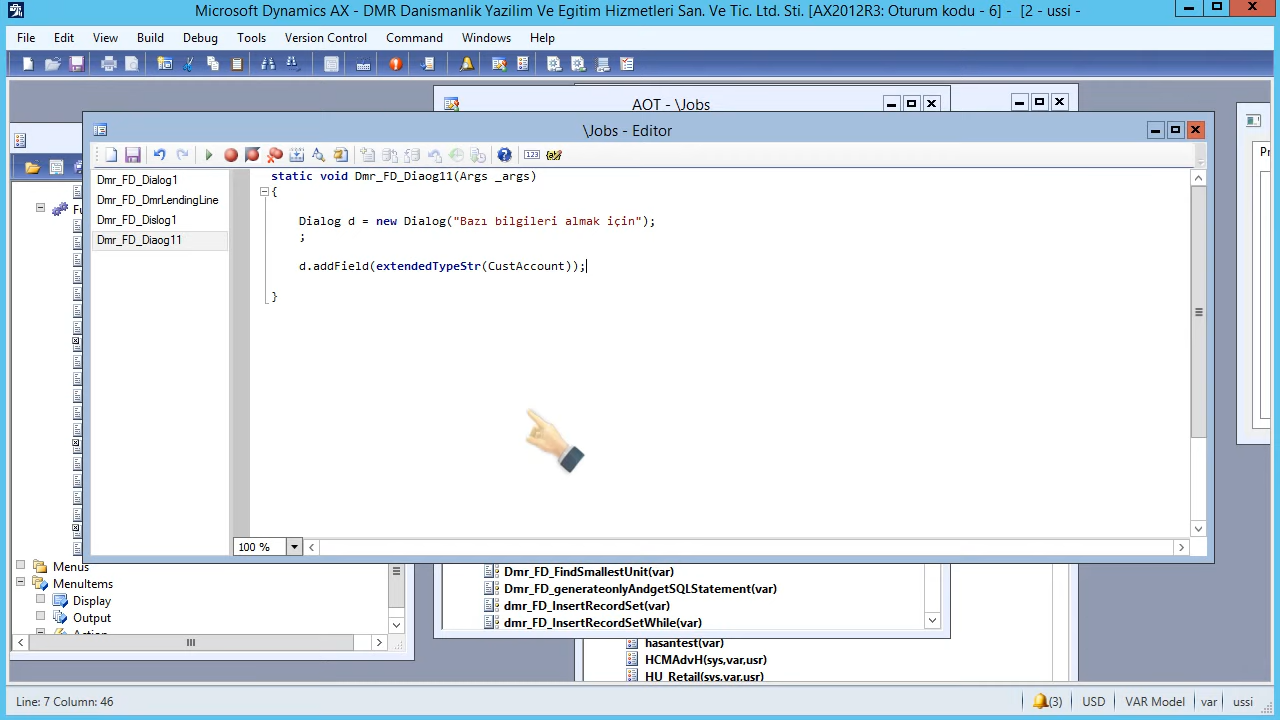 Microsoft Dynamics AX - DMR Danismanlik Yazilim Ve Egitim Hizmetleri San. Ve Tic. Ltd. Sti. [AX2012R3: Oturum kodu - 6] - [2 - ussi -
File Edit View Build Debug Tools Version Control Command Windows Help
AOT - \Jobs
\Jobs - Editor
Dmr_FD_Dialog1
Dmr_FD_DmrLendingLine
Dmr_FD_Dislog1
Dmr_FD_Diaog11
static void Dmr_FD_Diaog11(Args _args)
{
Dialog d = new Dialog("Bazı bilgileri almak için");
;
d.addField(extendedTypeStr(CustAccount));
}
100 %
Menus
MenuItems
Display
Output
Dmr_FD_FindSmallestUnit(var)
Dmr_FD_generateonlyAndgetSQLStatement(var)
dmr_FD_InsertRecordSet(var)
dmr_FD_InsertRecordSetWhile(var)
hasantest(var)
HCMAdvH(sys,var,usr)
HU_Retail(sys,var,usr)
Line: 7 Column: 46
(3) USD VAR Model var ussi